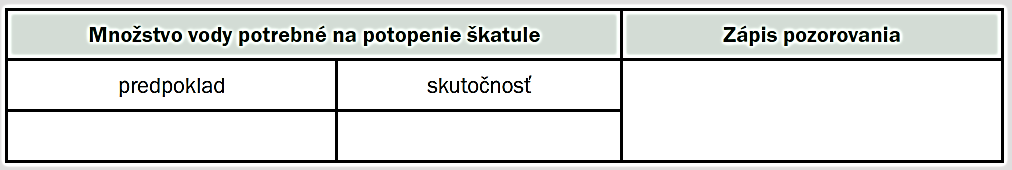 Množstvo vody potrebné na potopenie škatule
Zápis pozorovania
predpoklad
skutočnosť